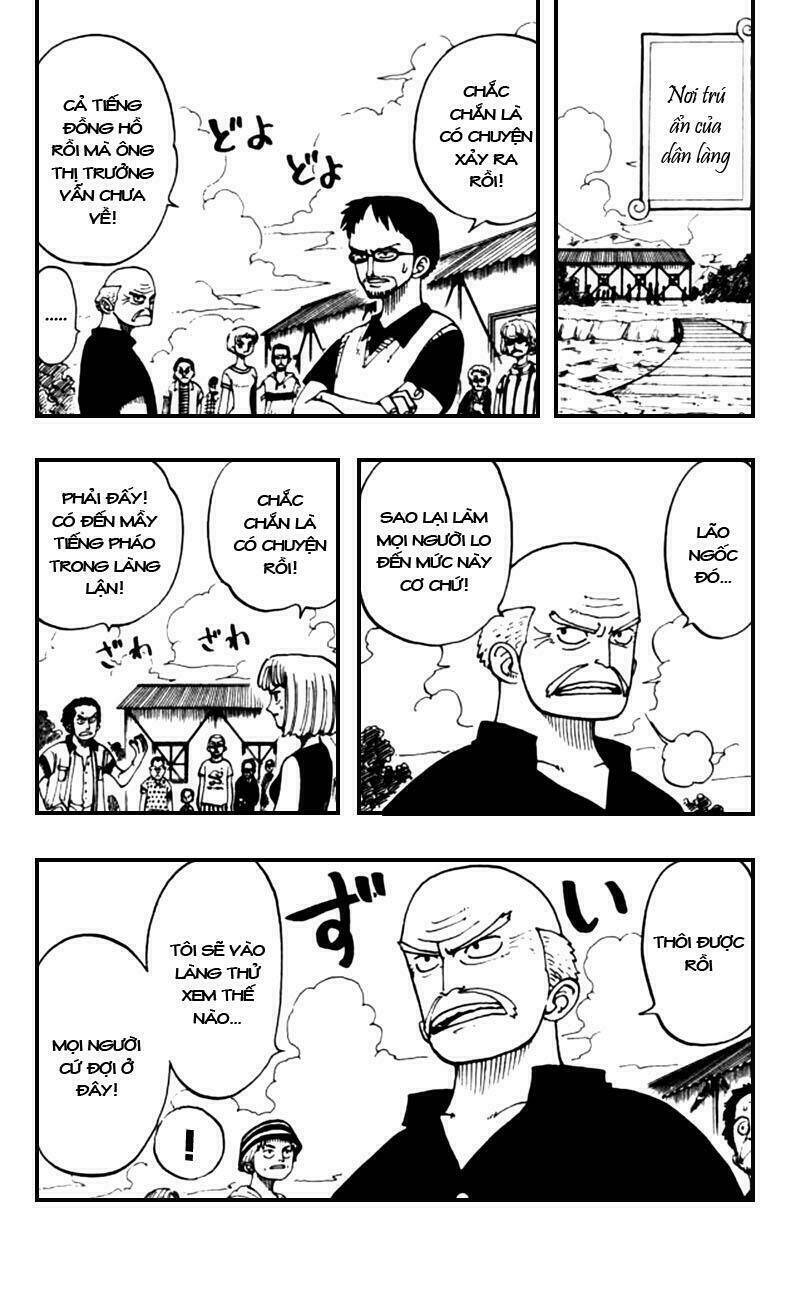 Nơi trú
ẩn của
dân làng
CHẮC
CHẮN LÀ
CÓ CHUYỆN
XẢY RA
RỒI!
CẢ TIẾNG
ĐỒNG HỒ
RỒI MÀ ÔNG
THỊ TRƯỞNG
VẪN CHƯA
VỀ!
どよ
どよ
......
LÃO
NGỐC
ĐÓ...
SAO LẠI LÀM
MỌI NGƯỜI LO
ĐẾN MỨC NÀY
CƠ CHỨ!
CHẮC
CHẮN LÀ
CÓ CHUYỆN
RỒI!
PHẢI ĐẤY!
CÓ ĐẾN MẤY
TIẾNG PHÁO
TRONG LÀNG
LẬN!
ざわ
ざわ
THÔI ĐƯỢC
RỒI
ずい
TÔI SẼ VÀO
LÀNG THỬ
XEM THẾ
NÀO...
MỌI NGƯỜI
CỨ ĐỢI Ở
ĐÂY!
!